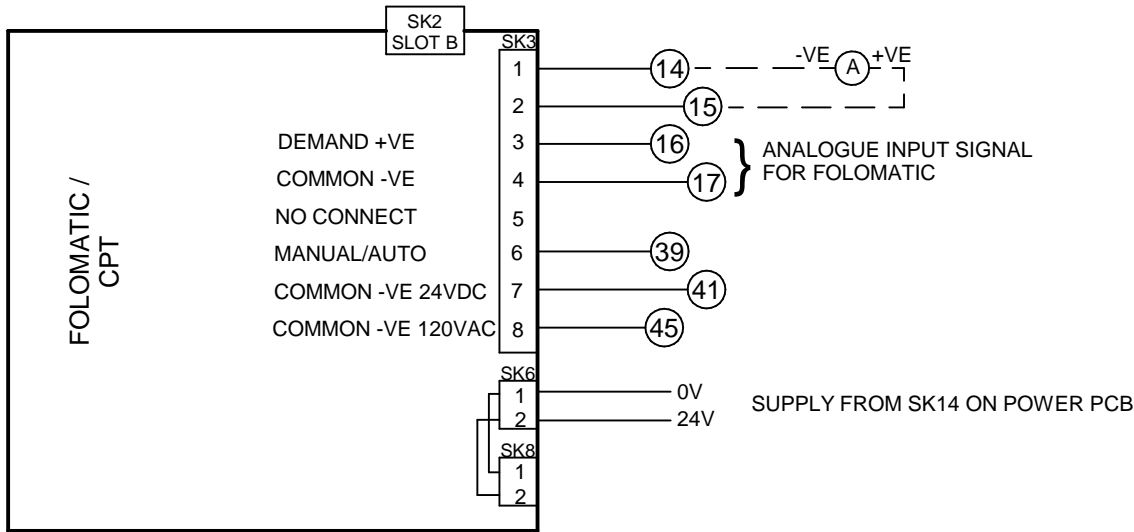 SK2
SLOT B
SK3
1 14 -VE A +VE
2 15
DEMAND +VE 3 16
COMMON -VE 4 17
} ANALOGUE INPUT SIGNAL
FOR FOLOMATIC
NO CONNECT 5
MANUAL/AUTO 6 39
COMMON -VE 24VDC 7 41
COMMON -VE 120VAC 8 45
FOLOMATIC /
CPT
SK6
1 0V
2 24V
SUPPLY FROM SK14 ON POWER PCB
SK8
1
2